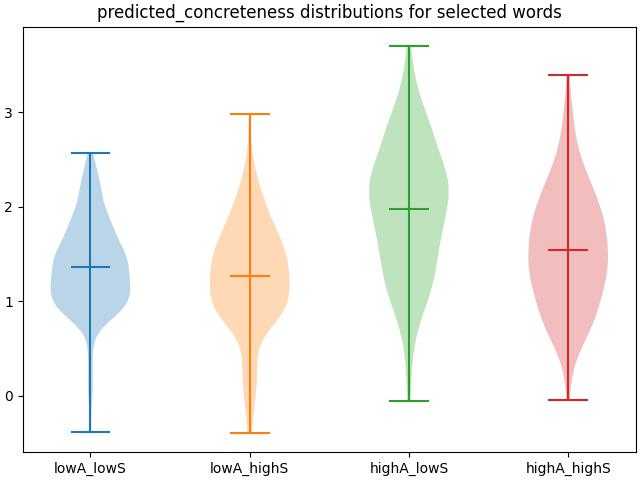 predicted_concreteness distributions for selected words
3
2
1
0
lowA_lowS
lowA_highS
highA_lowS
highA_highS